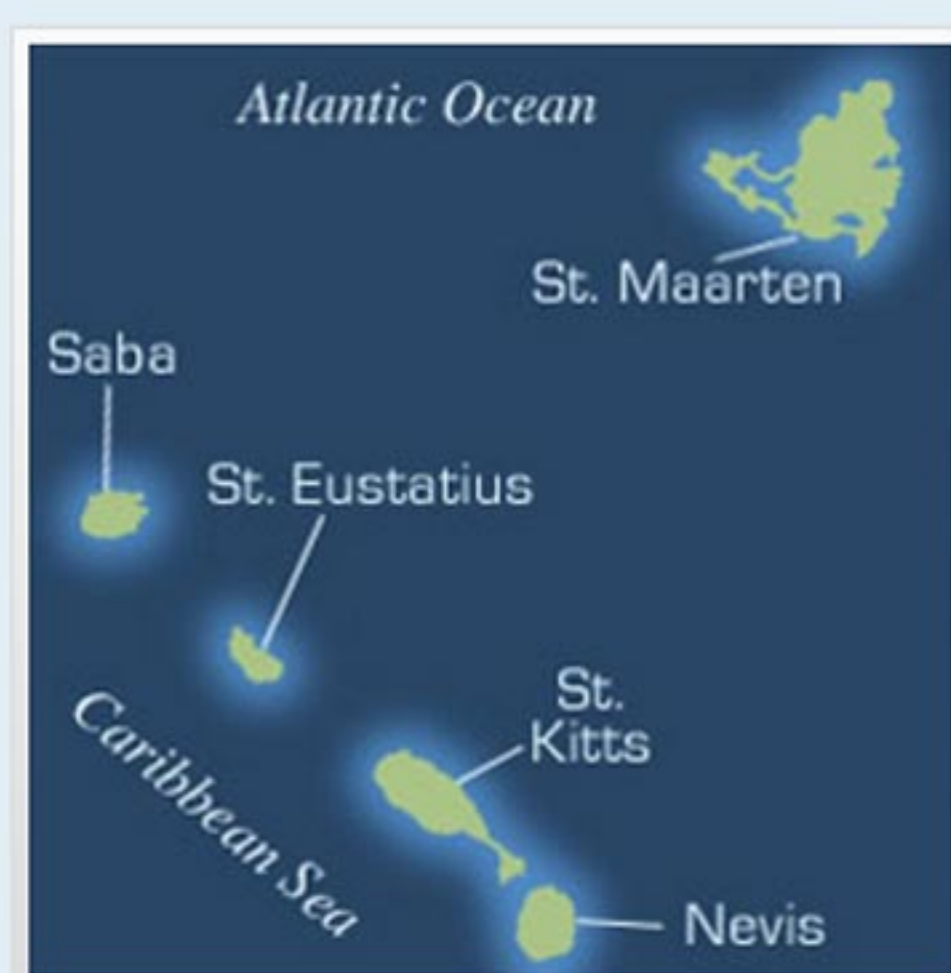 Atlantic Ocean
St. Maarten
Saba
St. Eustatius
St.
Kitts
Caribbean Sea
Nevis